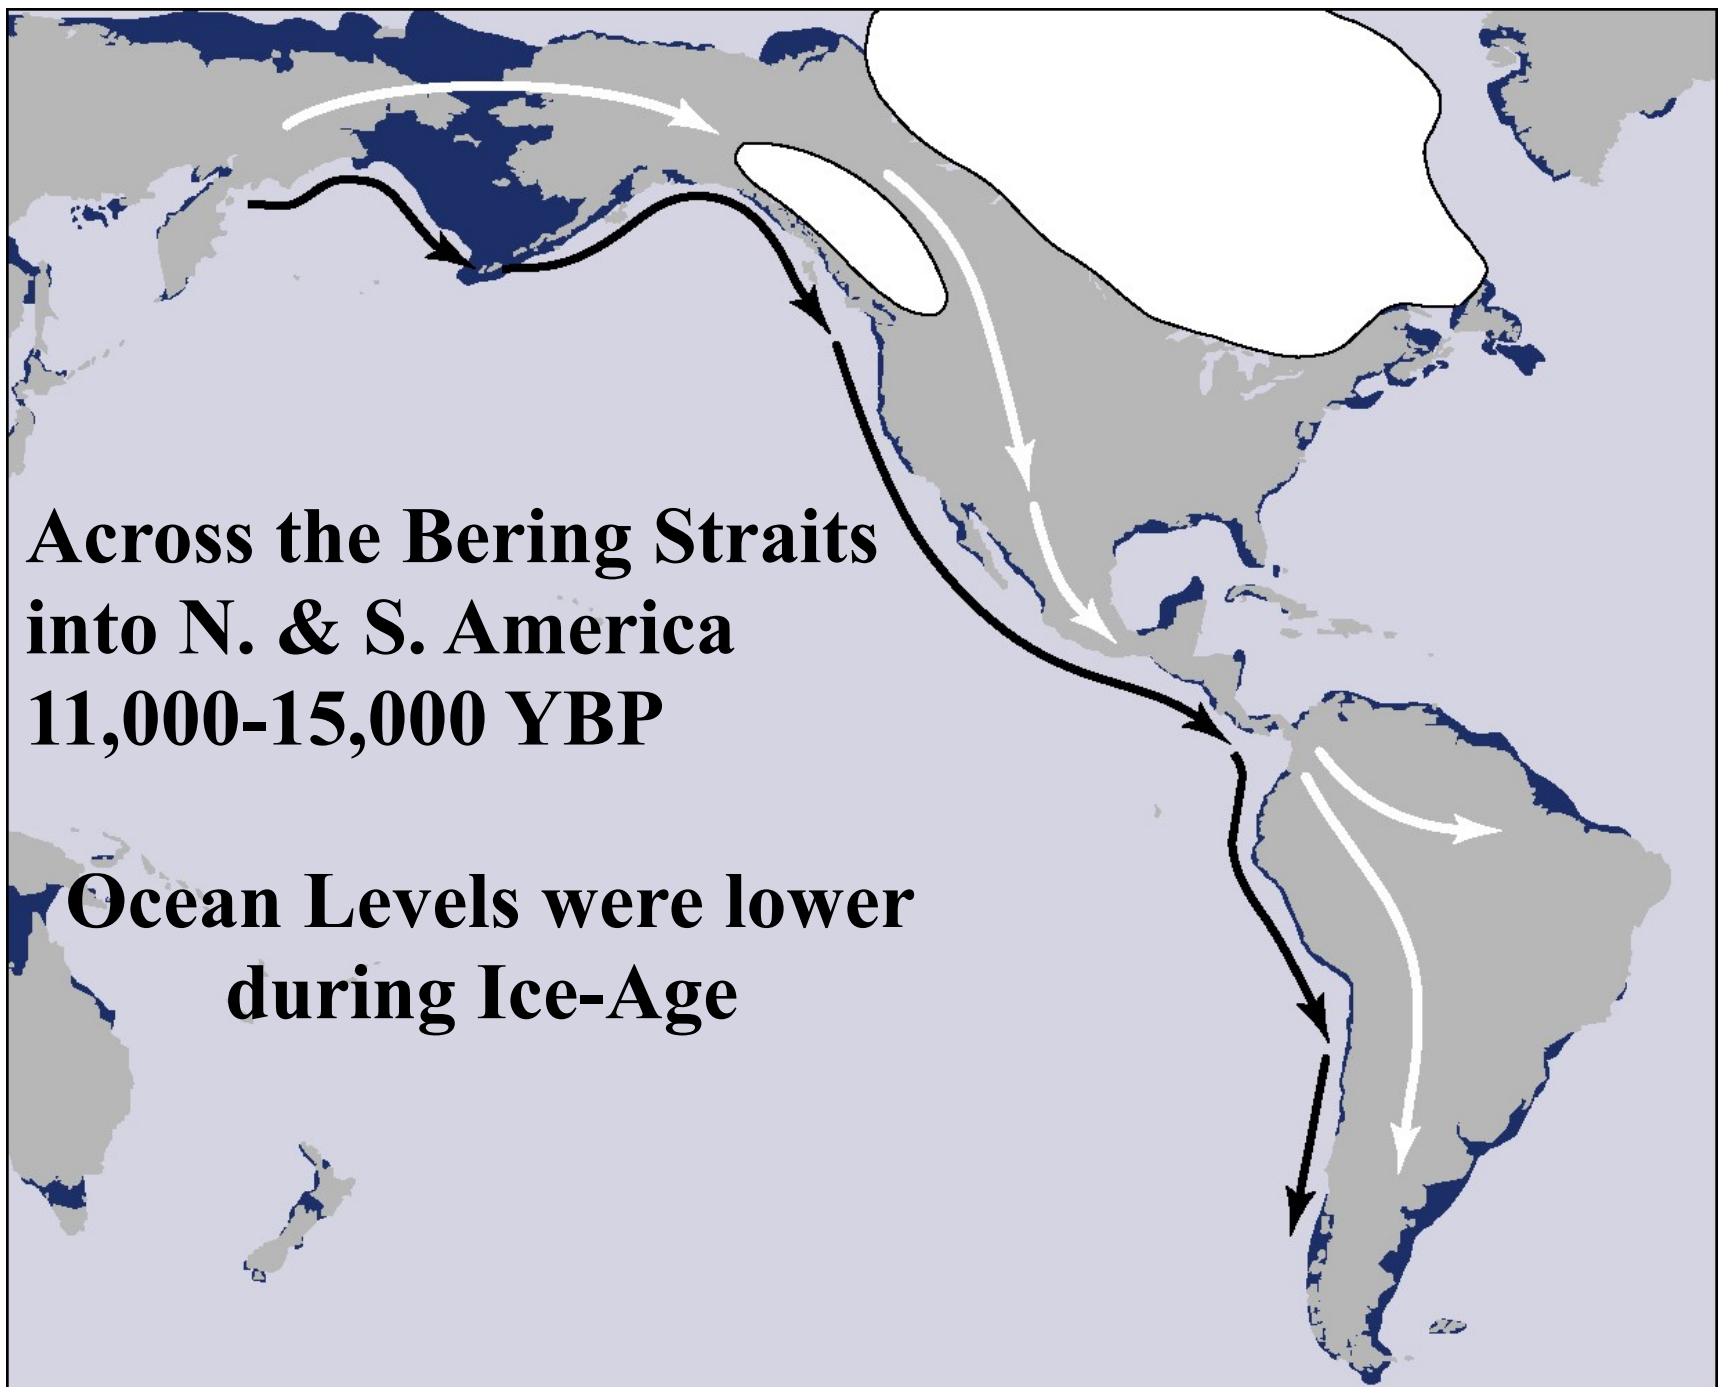 Across the Bering Straits
into N. & S. America
11,000-15,000 YBP
Ocean Levels were lower
during Ice-Age